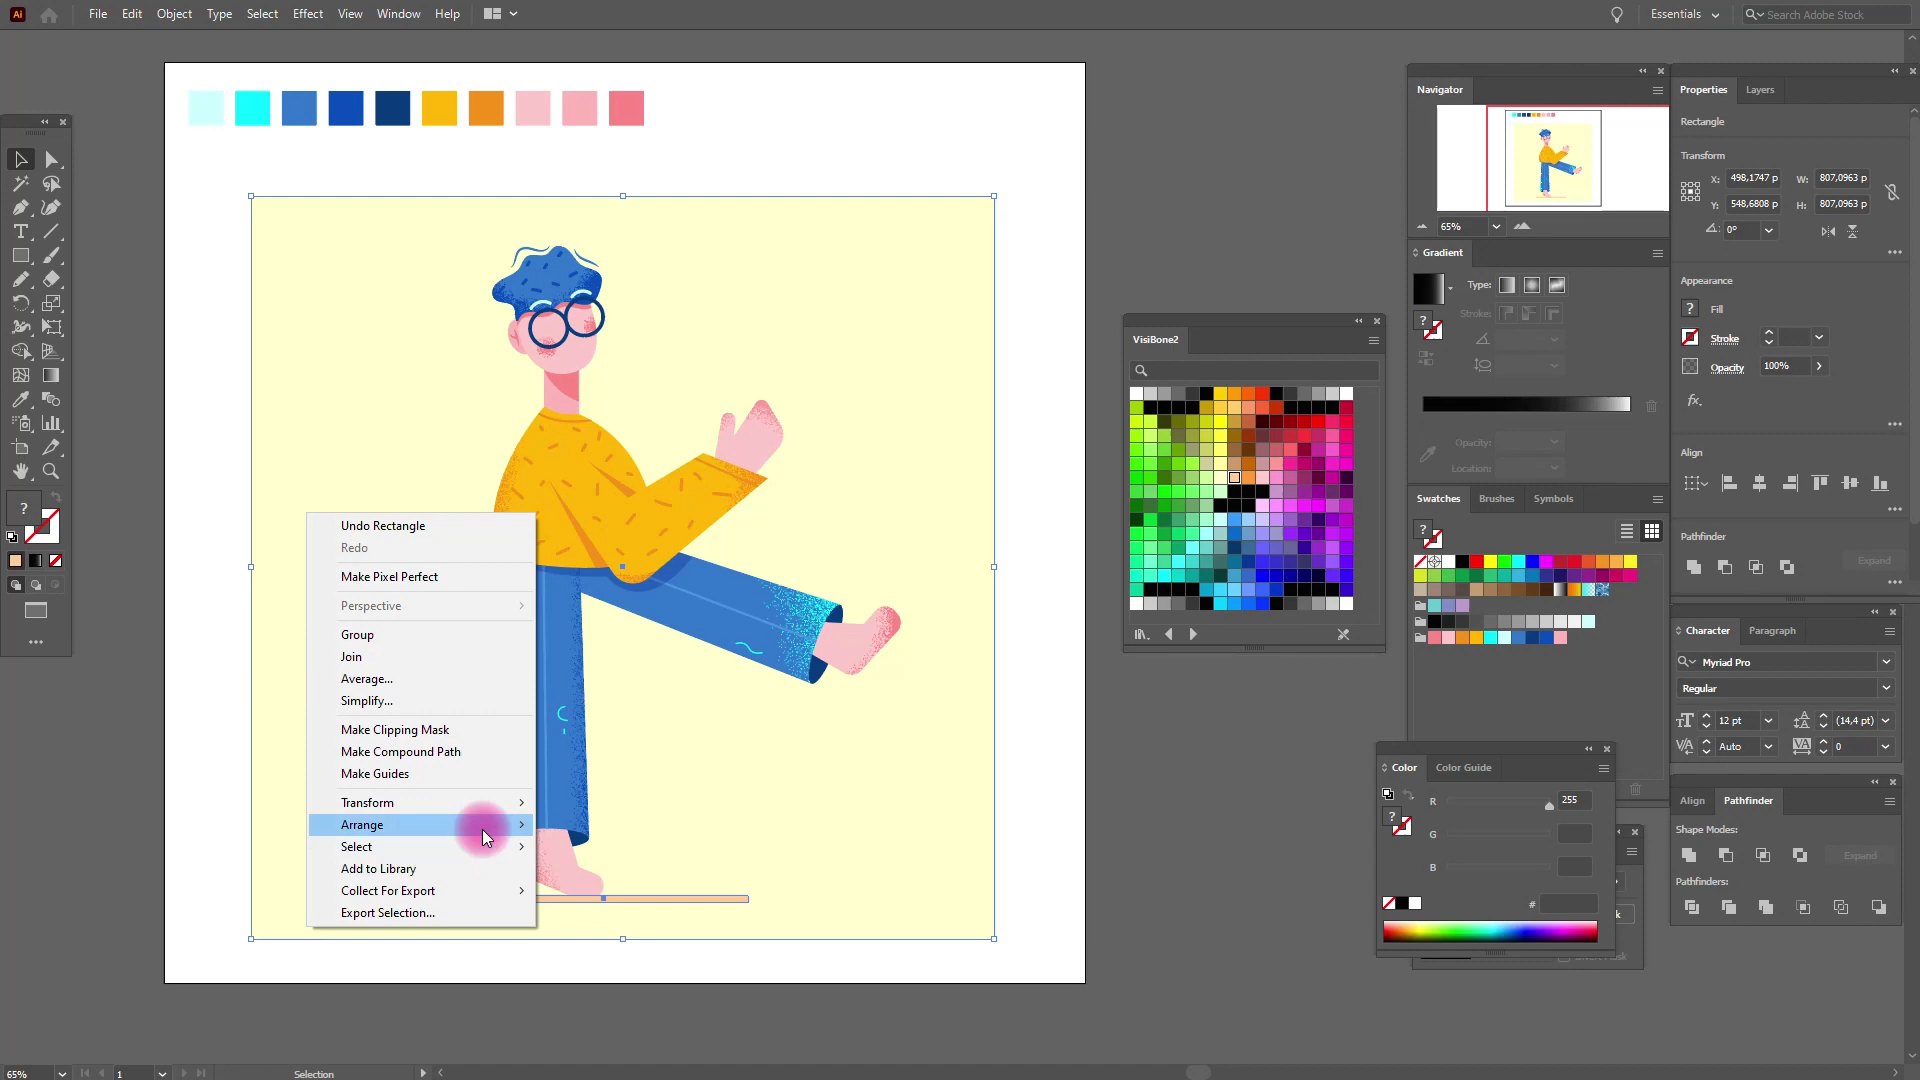 Ai
File Edit Object Type Select Effect View Window Help
Essentials
Search Adobe Stock
Navigator
65%
Properties Layers
Rectangle
Transform
X: 498,1747 p W: 807,0963 p
Y: 548,6808 p H: 807,0963 p
0°
Gradient
Type:
Stroke:
Opacity:
Location:
Appearance
? Fill
Stroke
Opacity 100%
fx.
Align
VisiBone2
Swatches Brushes Symbols
Pathfinder
Expand
Character Paragraph
Myriad Pro
Regular
12 pt (14,4 pt)
Auto 0
Color Color Guide
R 255
G
B
#
Align Pathfinder
Shape Modes:
Expand
Pathfinders:
Undo Rectangle
Redo
Make Pixel Perfect
Perspective
Group
Join
Average...
Simplify...
Make Clipping Mask
Make Compound Path
Make Guides
Transform
Arrange
Select
Add to Library
Collect For Export
Export Selection...
65% 1 Selection